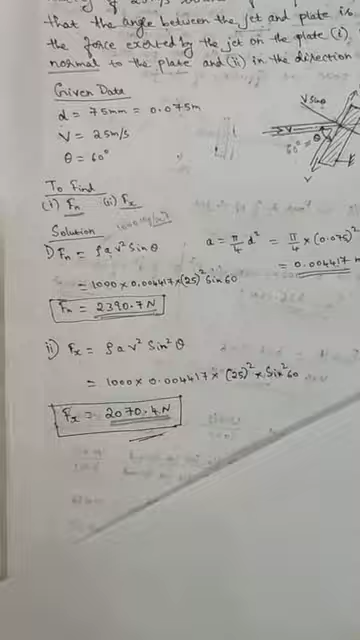 that the angle between the jet and plate is
the force exerted by the jet on the plate (i)
normal to the plate and (ii) in the direction
Given Data
d = 75mm = 0.075m
V = 25m/s
θ = 60°
V Sinθ
V
60° = θ
To Find
(i) Fn (ii) Fx
Solution
i) Fn = ρ a v² Sin θ
a = π/4 d² = π/4 × (0.075)²
= 1000 × 0.004417 × (25)² Sin 60
= 0.004417 m
Fn = 2390.7 N
ii) Fx = ρ a v² Sin² θ
= 1000 × 0.004417 × (25)² × Sin² 60
Fx = 2070.4 N